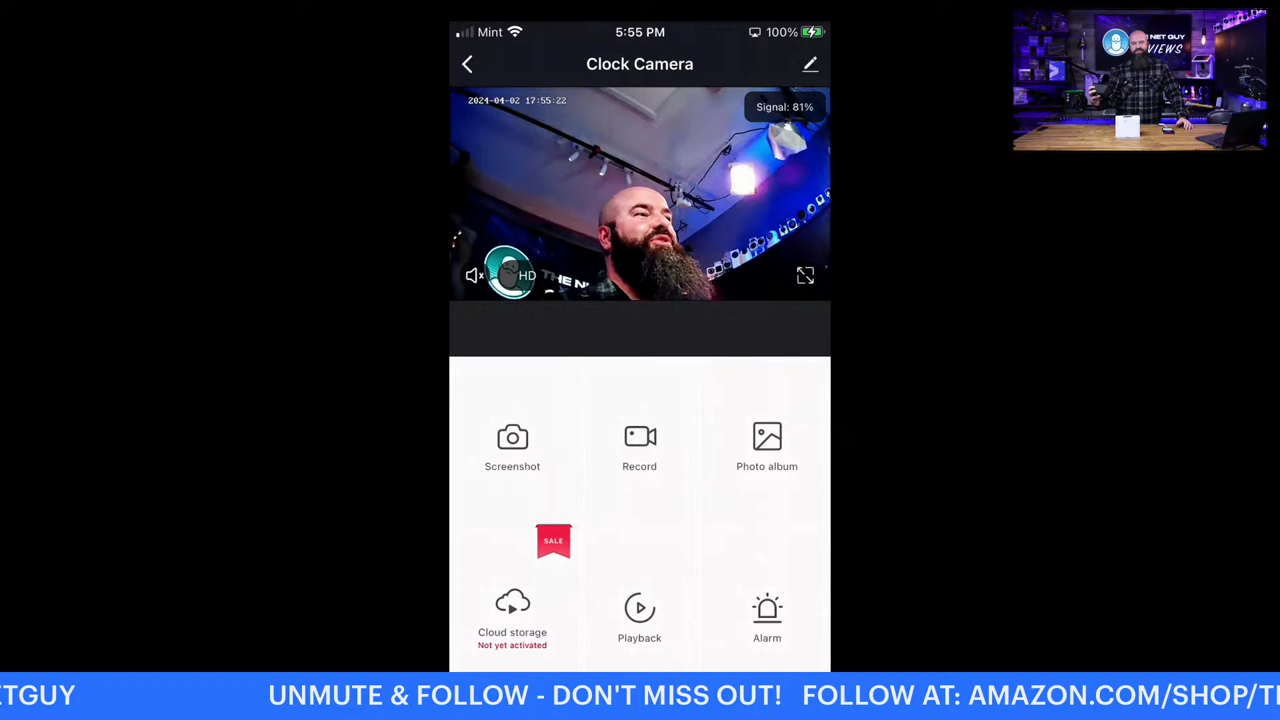 Mint 5:55 PM 100%
Clock Camera
2024-04-02 17:55:22
Signal: 81%
HD
THE N
Screenshot Record Photo album
SALE
Cloud storage Playback Alarm
Not yet activated
NET GUY
VIEWS
ETGUY UNMUTE & FOLLOW - DON'T MISS OUT! FOLLOW AT: AMAZON.COM/SHOP/T